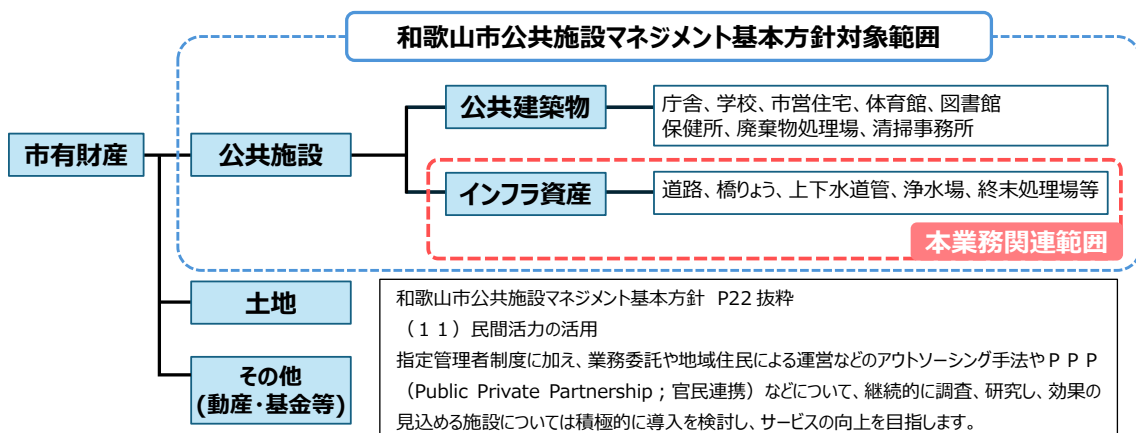 和歌山市公共施設マネジメント基本方針対象範囲
公共建築物
庁舎、学校、市営住宅、体育館、図書館
保健所、廃棄物処理場、清掃事務所
市有財産
公共施設
インフラ資産
道路、橋りょう、上下水道管、浄水場、終末処理場等
本業務関連範囲
土地
その他
(動産・基金等)
和歌山市公共施設マネジメント基本方針 P22 抜粋
（１１）民間活力の活用
指定管理者制度に加え、業務委託や地域住民による運営などのアウトソーシング手法やＰＰＰ
（Public Private Partnership；官民連携）などについて、継続的に調査、研究し、効果の
見込める施設については積極的に導入を検討し、サービスの向上を目指します。